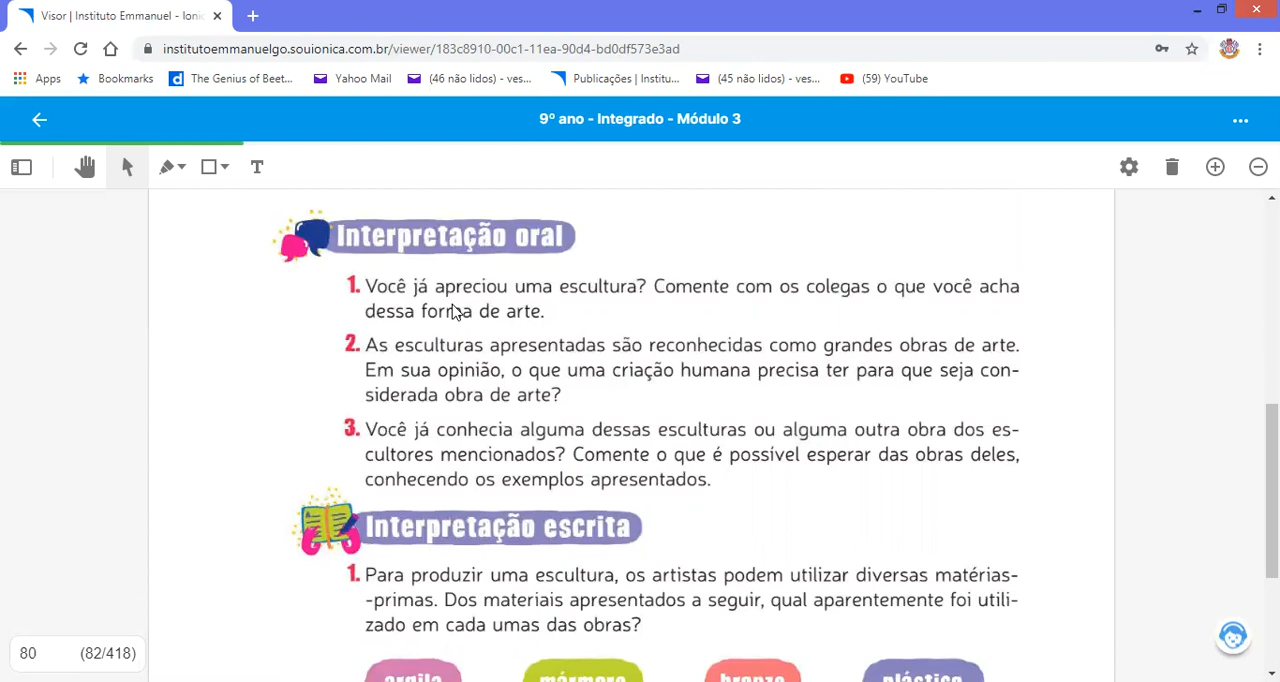 Visor | Instituto Emmanuel - Ionic
institutoemmanuelgo.souionica.com.br/viewer/183c8910-00c1-11ea-90d4-bd0df573e3ad
Apps Bookmarks The Genius of Beet... Yahoo Mail (46 não lidos) - ves... Publicações | Institu... (45 não lidos) - ves... (59) YouTube
9º ano - Integrado - Módulo 3
T
Interpretação oral
1. Você já apreciou uma escultura? Comente com os colegas o que você acha
dessa forma de arte.
2. As esculturas apresentadas são reconhecidas como grandes obras de arte.
Em sua opinião, o que uma criação humana precisa ter para que seja con-
siderada obra de arte?
3. Você já conhecia alguma dessas esculturas ou alguma outra obra dos es-
cultores mencionados? Comente o que é possível esperar das obras deles,
conhecendo os exemplos apresentados.
Interpretação escrita
1. Para produzir uma escultura, os artistas podem utilizar diversas matérias-
-primas. Dos materiais apresentados a seguir, qual aparentemente foi utili-
zado em cada umas das obras?
80 (82/418)
argila mármore bronze plástico